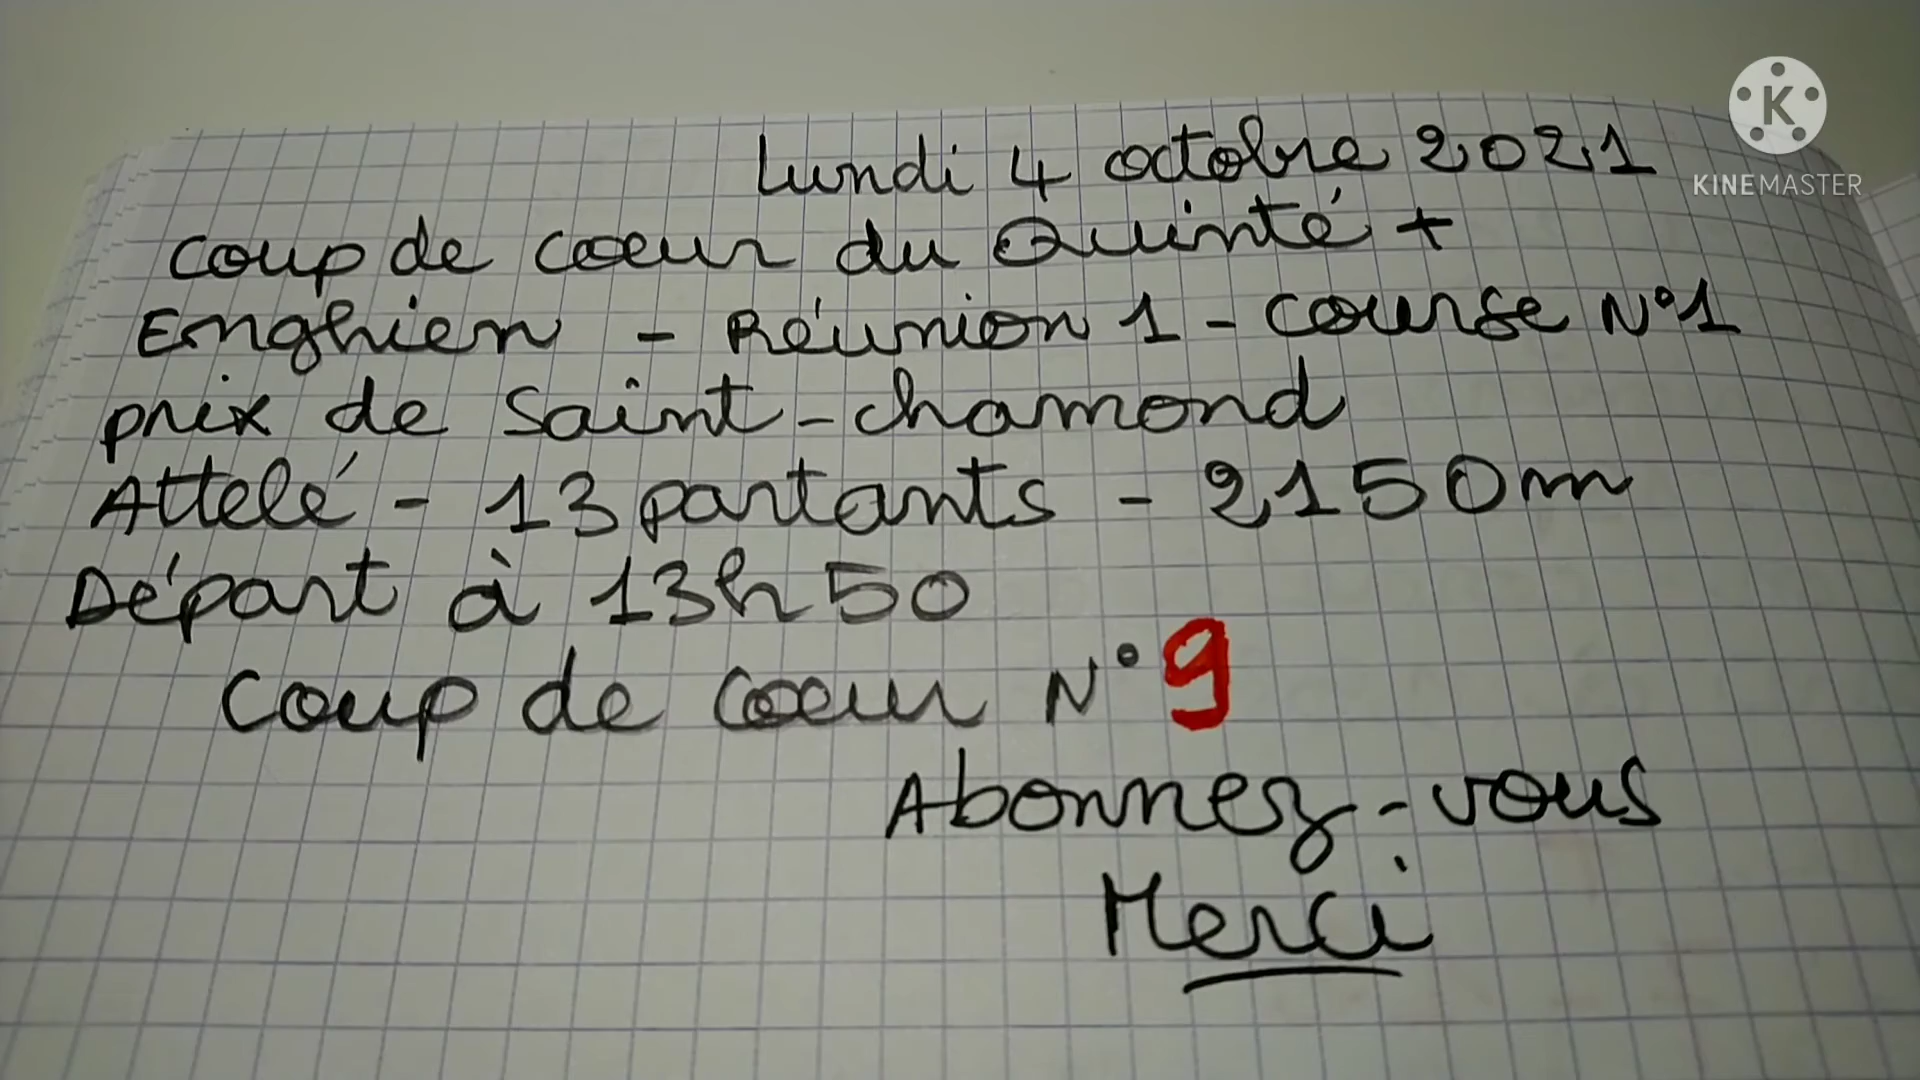 Lundi 4 octobre 2021
K
KINEMASTER
Coup de coeur du Quinté +
Enghien - Réunion 1 - course N°1
prix de Saint-chamond
Attelé - 13 partants - 2150m
Départ à 13h50
Coup de coeur N°9
Abonnez-vous
Merci